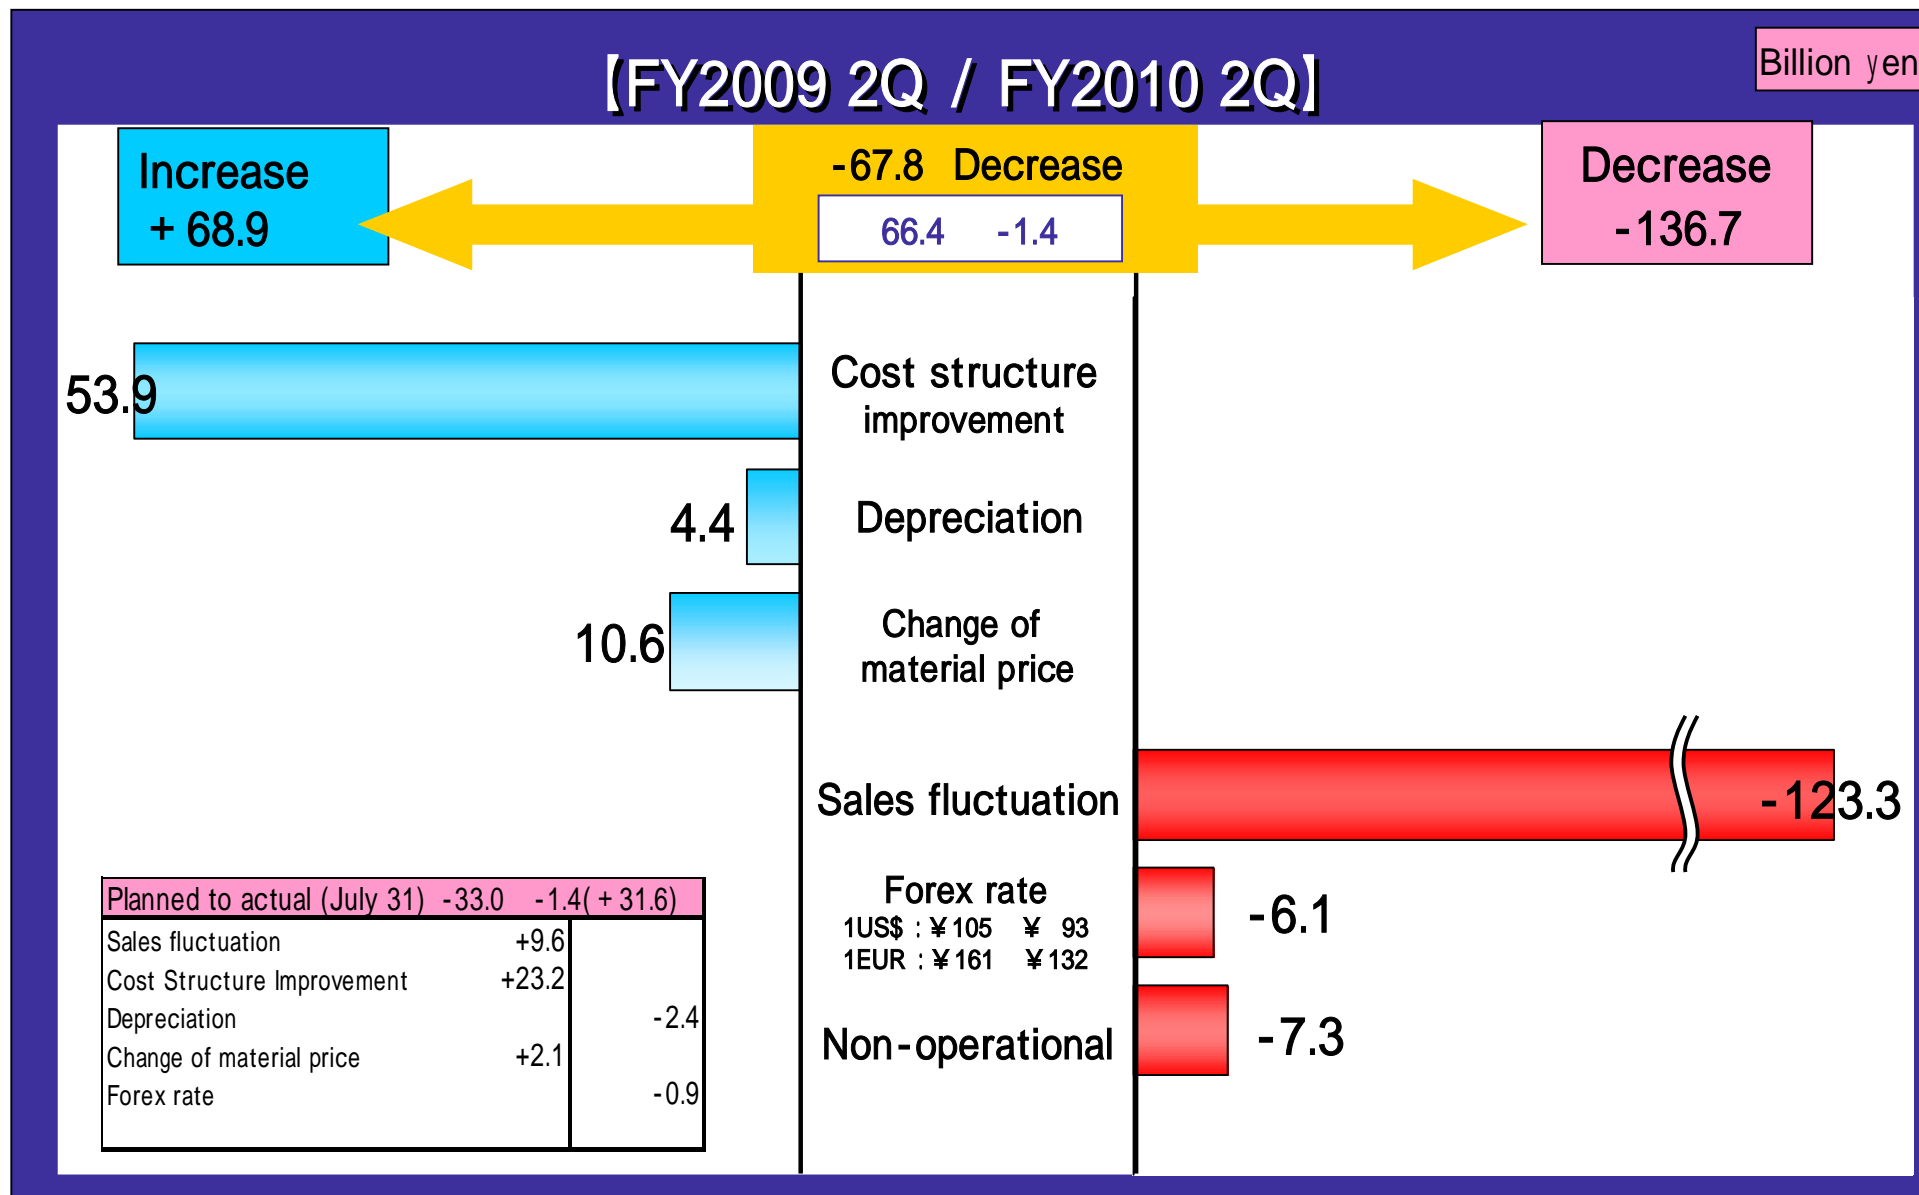 【FY2009 2Q / FY2010 2Q】
Billion yen
Increase
+ 68.9
-67.8 Decrease
66.4 -1.4
Decrease
-136.7
53.9
Cost structure
improvement
4.4
Depreciation
10.6
Change of
material price
Sales fluctuation
-123.3
Forex rate
1US$ : ¥105 ¥ 93
1EUR : ¥161 ¥132
-6.1
Non-operational
-7.3
Planned to actual (July 31) -33.0 -1.4( + 31.6)
Sales fluctuation +9.6
Cost Structure Improvement +23.2
Depreciation -2.4
Change of material price +2.1
Forex rate -0.9